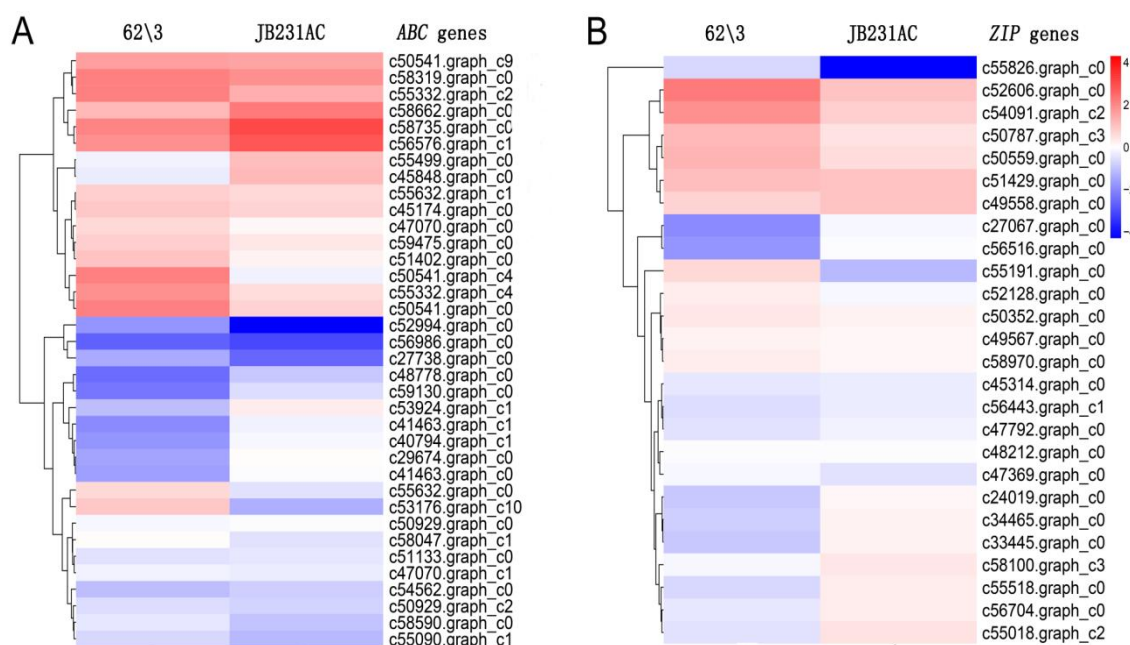 A
62\3 JB231AC ABC genes
c50541.graph_c9
c58319.graph_c0
c55332.graph_c2
c58662.graph_c0
c58735.graph_c0
c56576.graph_c1
c55499.graph_c0
c45848.graph_c0
c55632.graph_c1
c45174.graph_c0
c47070.graph_c0
c59475.graph_c0
c51402.graph_c0
c50541.graph_c4
c55332.graph_c4
c50541.graph_c0
c52994.graph_c0
c56986.graph_c0
c27738.graph_c0
c48778.graph_c0
c59130.graph_c0
c53924.graph_c1
c41463.graph_c1
c40794.graph_c1
c29674.graph_c0
c41463.graph_c0
c55632.graph_c0
c53176.graph_c10
c50929.graph_c0
c58047.graph_c1
c51133.graph_c0
c47070.graph_c1
c54562.graph_c0
c50929.graph_c2
c58590.graph_c0
c55090.graph_c1
B
62\3 JB231AC ZIP genes
c55826.graph_c0
c52606.graph_c0
c54091.graph_c2
c50787.graph_c3
c50559.graph_c0
c51429.graph_c0
c49558.graph_c0
c27067.graph_c0
c56516.graph_c0
c55191.graph_c0
c52128.graph_c0
c50352.graph_c0
c49567.graph_c0
c58970.graph_c0
c45314.graph_c0
c56443.graph_c1
c47792.graph_c0
c48212.graph_c0
c47369.graph_c0
c24019.graph_c0
c34465.graph_c0
c33445.graph_c0
c58100.graph_c3
c55518.graph_c0
c56704.graph_c0
c55018.graph_c2
4
2
0